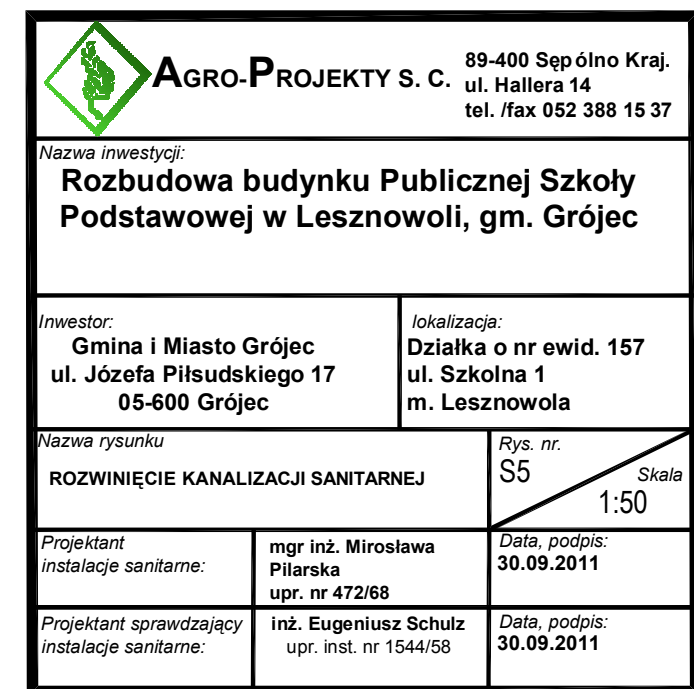 AGRO-PROJEKTY S. C.
89-400 Sępólno Kraj.
ul. Hallera 14
tel. /fax 052 388 15 37
Nazwa inwestycji:
Rozbudowa budynku Publicznej Szkoły
Podstawowej w Lesznowoli, gm. Grójec
Inwestor:
Gmina i Miasto Grójec
ul. Józefa Piłsudskiego 17
05-600 Grójec
lokalizacja:
Działka o nr ewid. 157
ul. Szkolna 1
m. Lesznowola
Nazwa rysunku
ROZWINIĘCIE KANALIZACJI SANITARNEJ
Rys. nr.
S5
Skala
1:50
Projektant
instalacje sanitarne:
mgr inż. Mirosława
Pilarska
upr. nr 472/68
Data, podpis:
30.09.2011
Projektant sprawdzający
instalacje sanitarne:
inż. Eugeniusz Schulz
upr. inst. nr 1544/58
Data, podpis:
30.09.2011